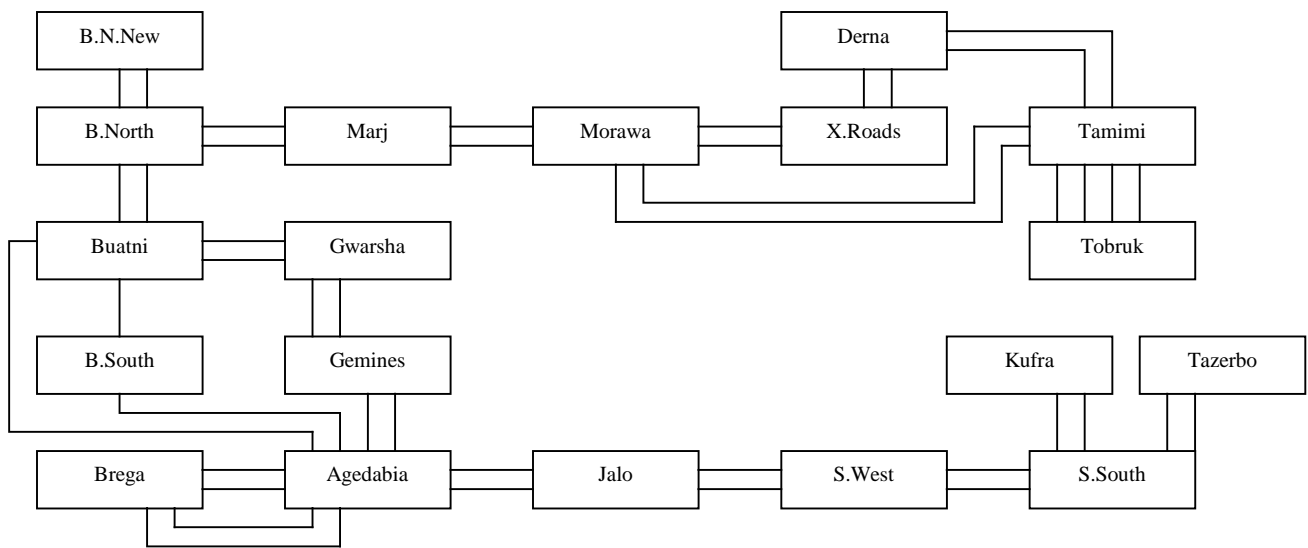 B.N.New
Derna
B.North
Marj
Morawa
X.Roads
Tamimi
Buatni
Gwarsha
Tobruk
B.South
Gemines
Kufra
Tazerbo
Brega
Agedabia
Jalo
S.West
S.South